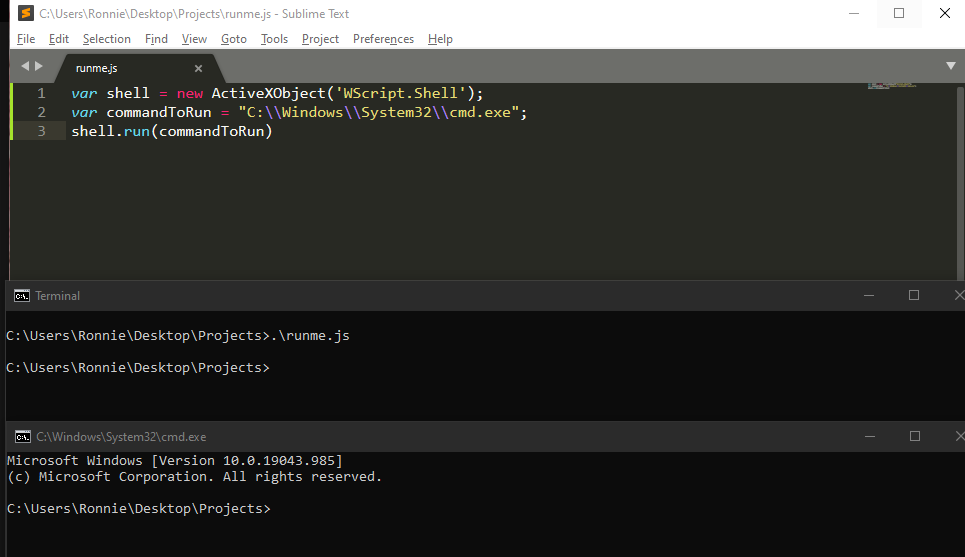 C:\Users\Ronnie\Desktop\Projects\runme.js - Sublime Text
File Edit Selection Find View Goto Tools Project Preferences Help
runme.js
1 var shell = new ActiveXObject('WScript.Shell');
2 var commandToRun = "C:\\Windows\\System32\\cmd.exe";
3 shell.run(commandToRun)
Terminal
C:\Users\Ronnie\Desktop\Projects>.\runme.js
C:\Users\Ronnie\Desktop\Projects>
C:\Windows\System32\cmd.exe
Microsoft Windows [Version 10.0.19043.985]
(c) Microsoft Corporation. All rights reserved.
C:\Users\Ronnie\Desktop\Projects>